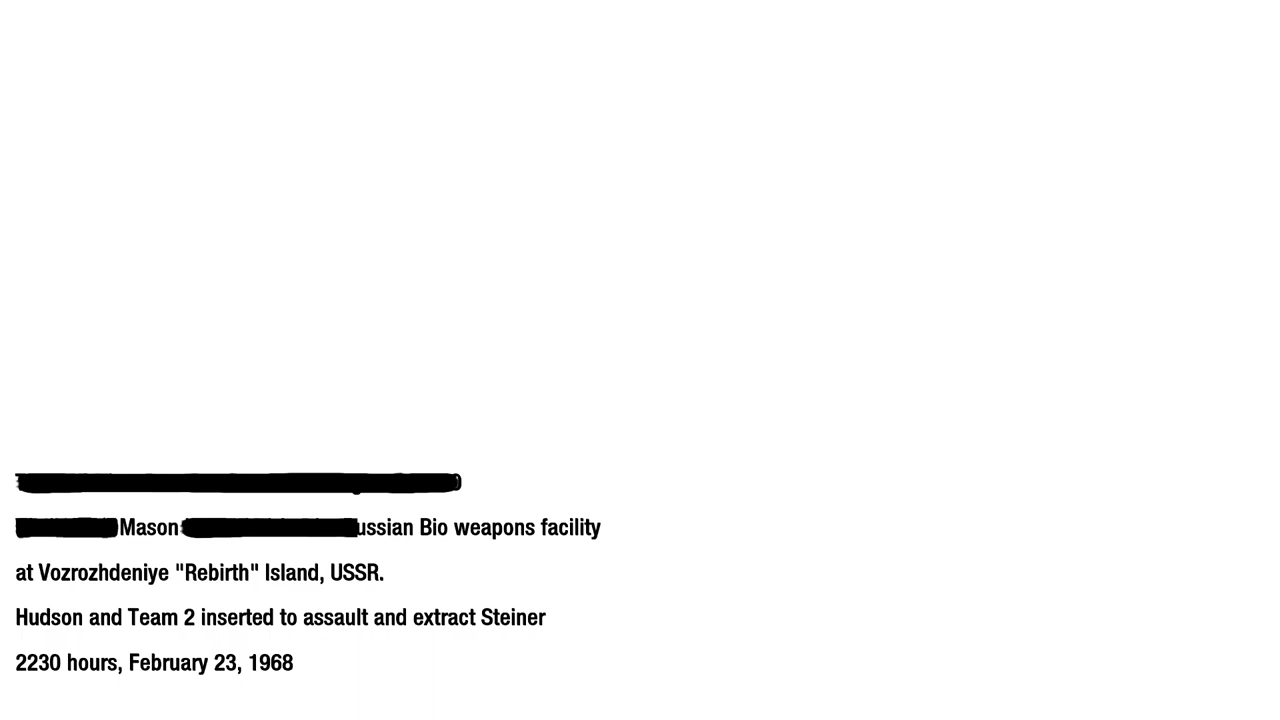 Mason ussian Bio weapons facility
at Vozrozhdeniye "Rebirth" Island, USSR.
Hudson and Team 2 inserted to assault and extract Steiner
2230 hours, February 23, 1968